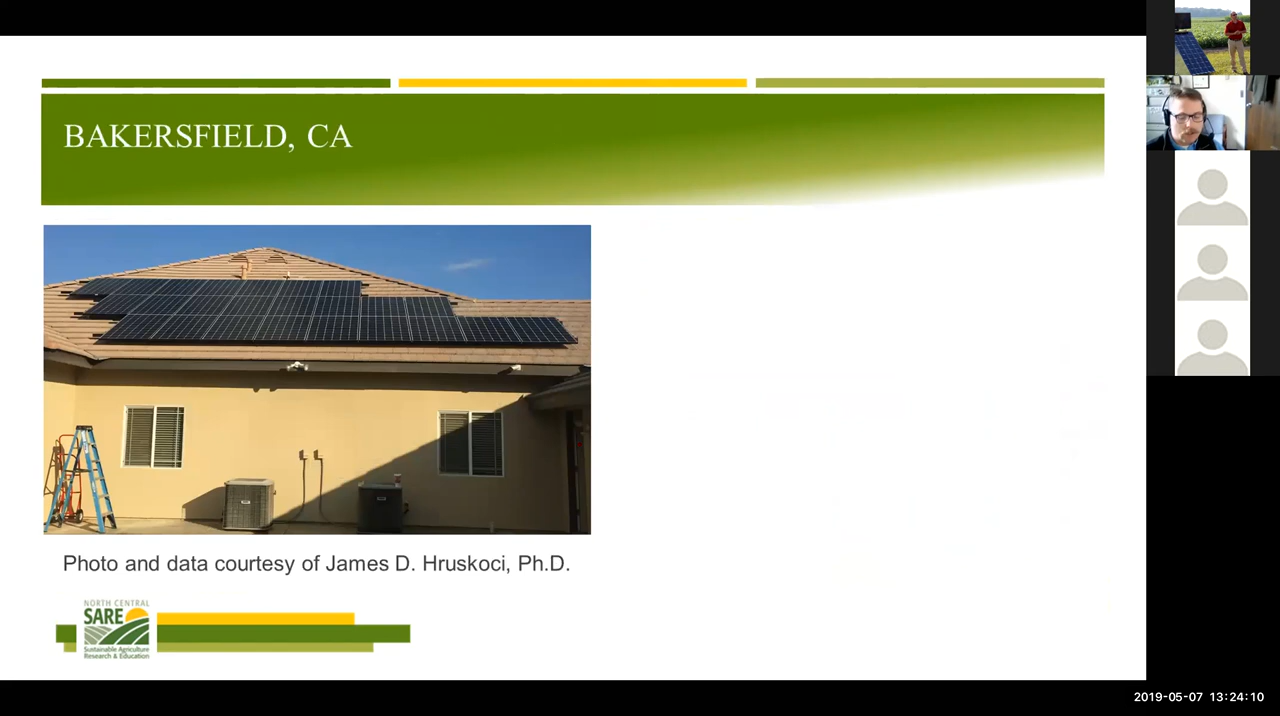 BAKERSFIELD, CA
Photo and data courtesy of James D. Hruskoci, Ph.D.
NORTH CENTRAL
SARE
Sustainable Agriculture
Research & Education
2019-05-07 13:24:10